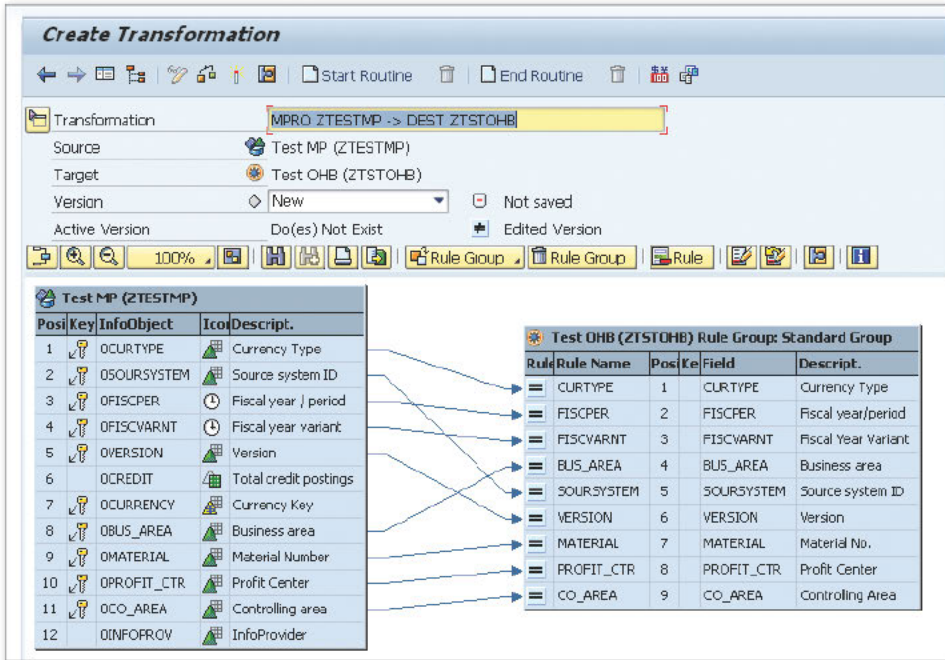 Create Transformation
Start Routine End Routine
Transformation MPRO ZTESTMP -> DEST ZTSTOHB
Source Test MP (ZTESTMP)
Target Test OHB (ZTSTOHB)
Version New Not saved
Active Version Do(es) Not Exist Edited Version
100% Rule Group Rule Group Rule
Test MP (ZTESTMP)
Posi Key InfoObject Icon Descript.
1 0CURTYPE Currency Type
2 0SOURSYSTEM Source system ID
3 0FISCPER Fiscal year / period
4 0FISCVARNT Fiscal year variant
5 0VERSION Version
6 0CREDIT Total credit postings
7 0CURRENCY Currency Key
8 0BUS_AREA Business area
9 0MATERIAL Material Number
10 0PROFIT_CTR Profit Center
11 0CO_AREA Controlling area
12 0INFOPROV InfoProvider
Test OHB (ZTSTOHB) Rule Group: Standard Group
Rule Rule Name Posi Ke Field Descript.
CURTYPE 1 CURTYPE Currency Type
FISCPER 2 FISCPER Fiscal year/period
FISCVARNT 3 FISCVARNT Fiscal Year Variant
BUS_AREA 4 BUS_AREA Business area
SOURSYSTEM 5 SOURSYSTEM Source system ID
VERSION 6 VERSION Version
MATERIAL 7 MATERIAL Material No.
PROFIT_CTR 8 PROFIT_CTR Profit Center
CO_AREA 9 CO_AREA Controling Area